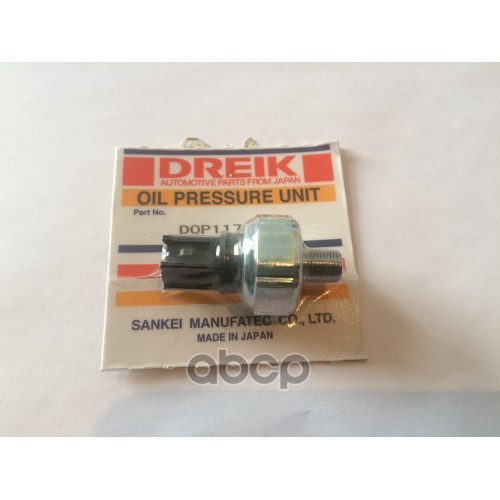 DREIK
AUTOMOTIVE PARTS FROM JAPAN
OIL PRESSURE UNIT
Part No.
DOP117
SANKEI MANUFATEC CO., LTD.
MADE IN JAPAN
abcp